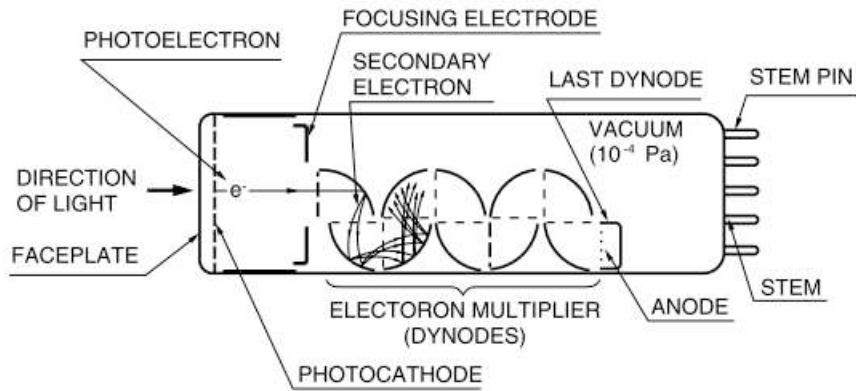 FOCUSING ELECTRODE
PHOTOELECTRON
SECONDARY
ELECTRON
LAST DYNODE
STEM PIN
VACUUM
(10⁻⁴ Pa)
DIRECTION
OF LIGHT
e⁻
FACEPLATE
STEM
ELECTORON MULTIPLIER
(DYNODES)
ANODE
PHOTOCATHODE